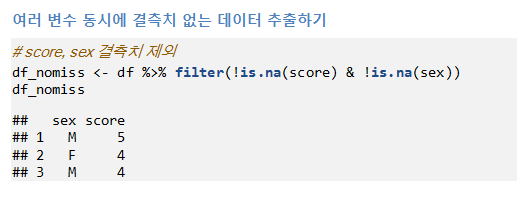 여러 변수 동시에 결측치 없는 데이터 추출하기
# score, sex 결측치 제외
df_nomiss <- df %>% filter(!is.na(score) & !is.na(sex))
df_nomiss
##   sex score
## 1   M     5
## 2   F     4
## 3   M     4